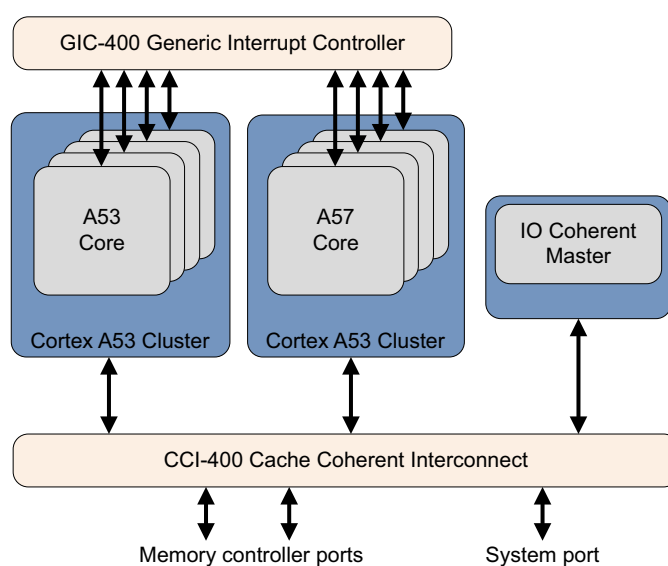 GIC-400 Generic Interrupt Controller
A53
Core
A57
Core
IO Coherent
Master
Cortex A53 Cluster
Cortex A53 Cluster
CCI-400 Cache Coherent Interconnect
Memory controller ports
System port